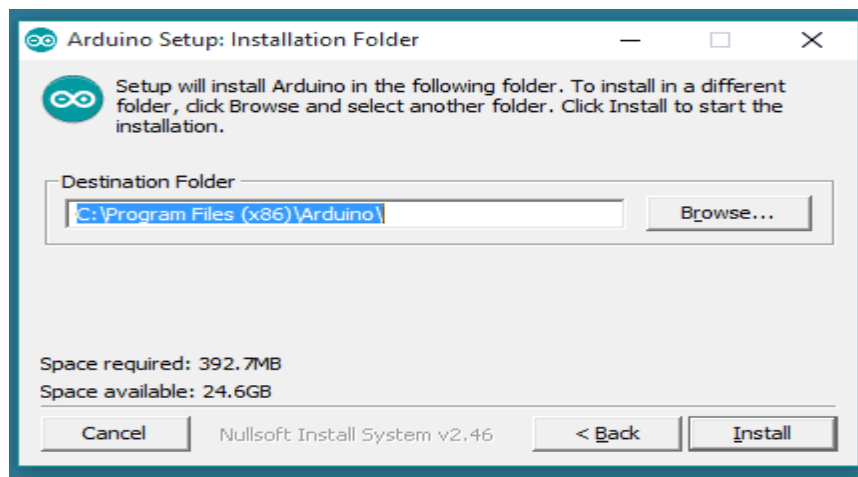 Arduino Setup: Installation Folder
Setup will install Arduino in the following folder. To install in a different
folder, click Browse and select another folder. Click Install to start the
installation.
Destination Folder
C:\Program Files (x86)\Arduino\
Browse...
Space required: 392.7MB
Space available: 24.6GB
Cancel
Nullsoft Install System v2.46
< Back
Install